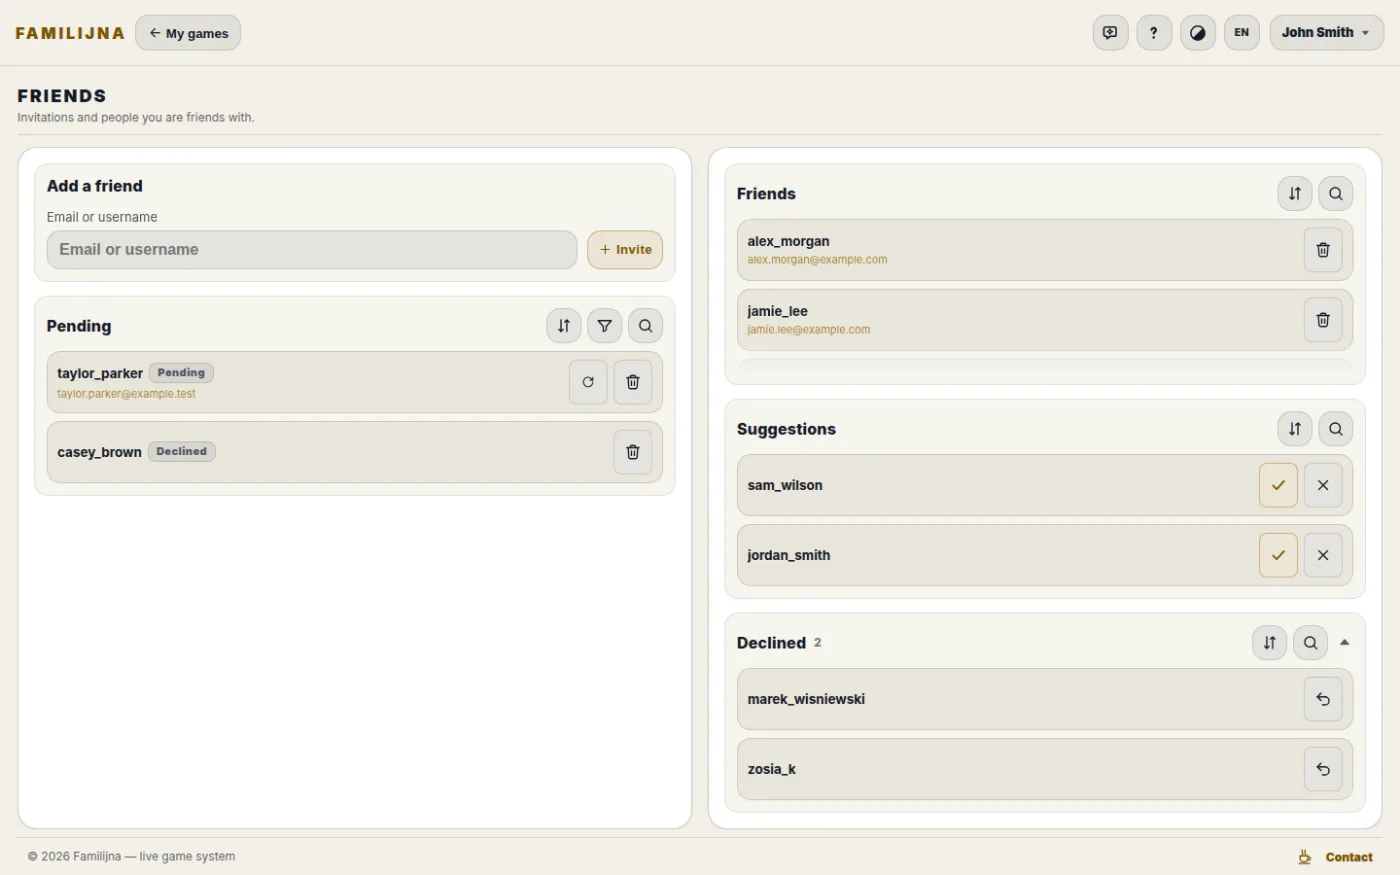 FAMILIJNA
← My games
?
EN
John Smith
FRIENDS
Invitations and people you are friends with.
Add a friend
Email or username
Email or username
+ Invite
Pending
taylor_parker Pending
taylor.parker@example.test
casey_brown Declined
Friends
alex_morgan
alex.morgan@example.com
jamie_lee
jamie.lee@example.com
Suggestions
sam_wilson
jordan_smith
Declined 2
marek_wisniewski
zosia_k
© 2026 Familijna — live game system
Contact